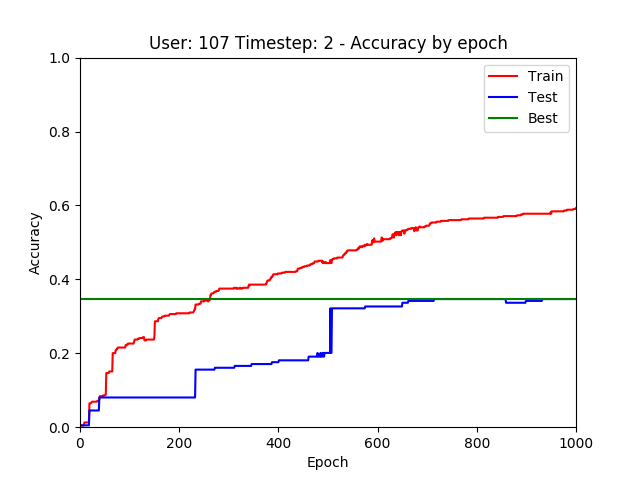 User: 107 Timestep: 2 - Accuracy by epoch
1.0
0.8
0.6
0.4
0.2
0.0
Accuracy
Train
Test
Best
0 200 400 600 800 1000
Epoch